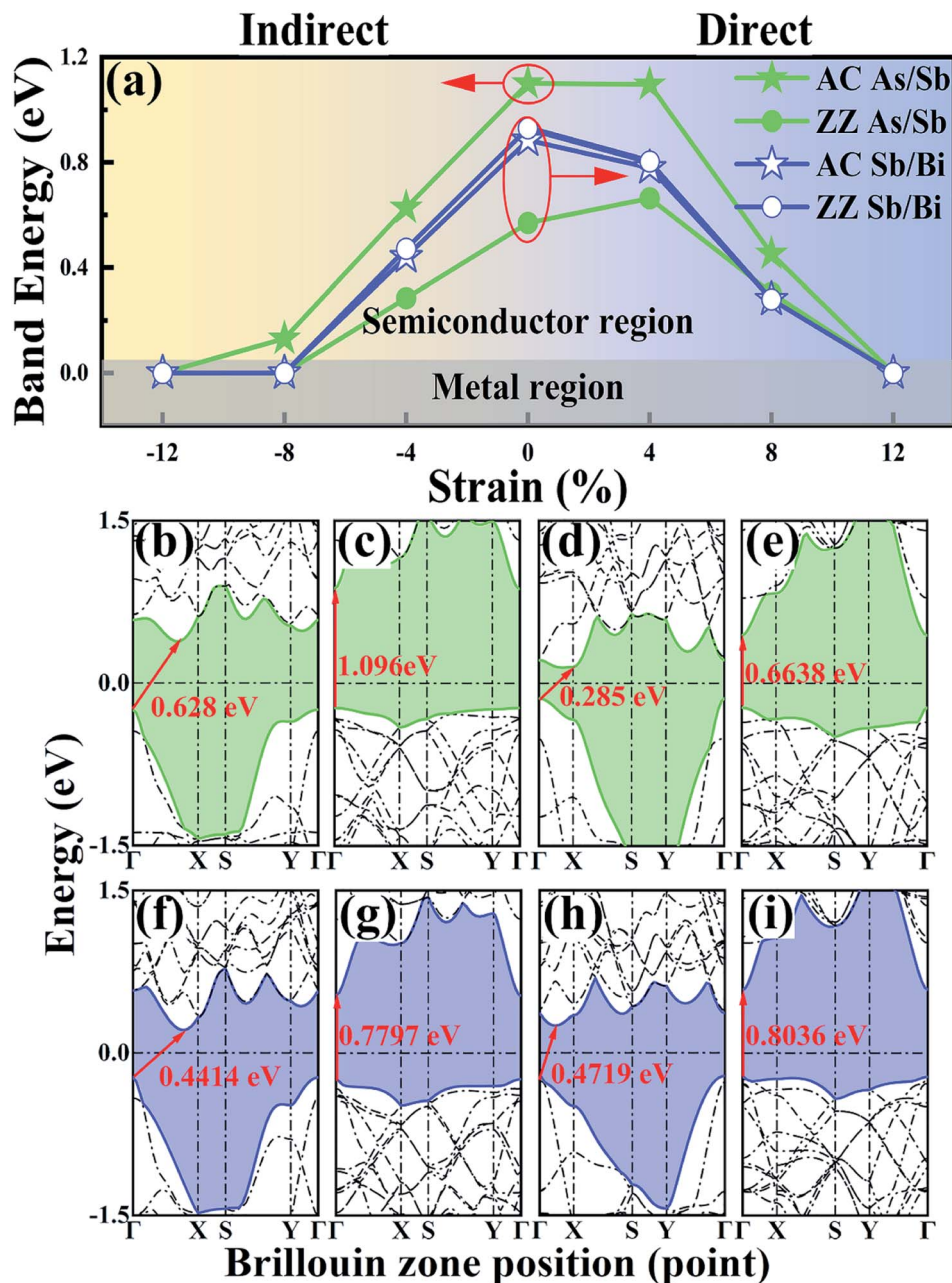 Indirect Direct
(a)
AC As/Sb
ZZ As/Sb
AC Sb/Bi
ZZ Sb/Bi
Band Energy (eV)
1.2
0.8
0.4
0.0
Semiconductor region
Metal region
-12 -8 -4 0 4 8 12
Strain (%)
Energy (eV)
1.5
0.0
-1.5
(b) (c) (d) (e)
0.628 eV 1.096eV 0.285 eV 0.6638
Γ X S Y Γ X S Y Γ X S Y Γ X S Y Γ
1.5
0.0
-1.5
(f) (g) (h) (i)
0.4414 eV 0.7797 eV 0.4719 eV 0.8036 eV
Γ X S Y Γ X S Y Γ X S Y Γ X S Y Γ
Brillouin zone position (point)